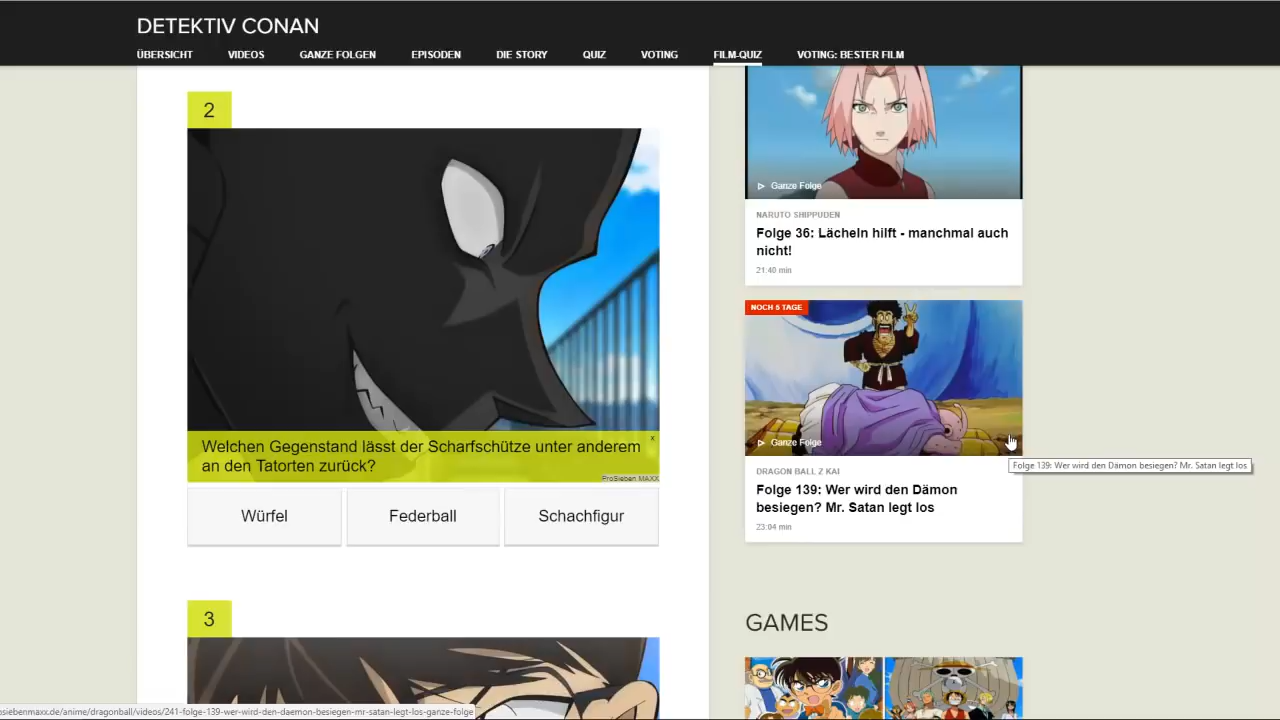 DETEKTIV CONAN
ÜBERSICHT VIDEOS GANZE FOLGEN EPISODEN DIE STORY QUIZ VOTING FILM-QUIZ VOTING: BESTER FILM
2
Welchen Gegenstand lässt der Scharfschütze unter anderem
an den Tatorten zurück?
x
ProSieben MAXX
Würfel Federball Schachfigur
3
Ganze Folge
NARUTO SHIPPUDEN
Folge 36: Lächeln hilft - manchmal auch
nicht!
21:40 min
NOCH 5 TAGE
Ganze Folge
Folge 139: Wer wird den Dämon besiegen? Mr. Satan legt los
DRAGON BALL Z KAI
Folge 139: Wer wird den Dämon
besiegen? Mr. Satan legt los
23:04 min
GAMES
osiebenmaxx.de/anime/dragonball/videos/241-folge-139-wer-wird-den-daemon-besiegen-mr-satan-legt-los-ganze-folge